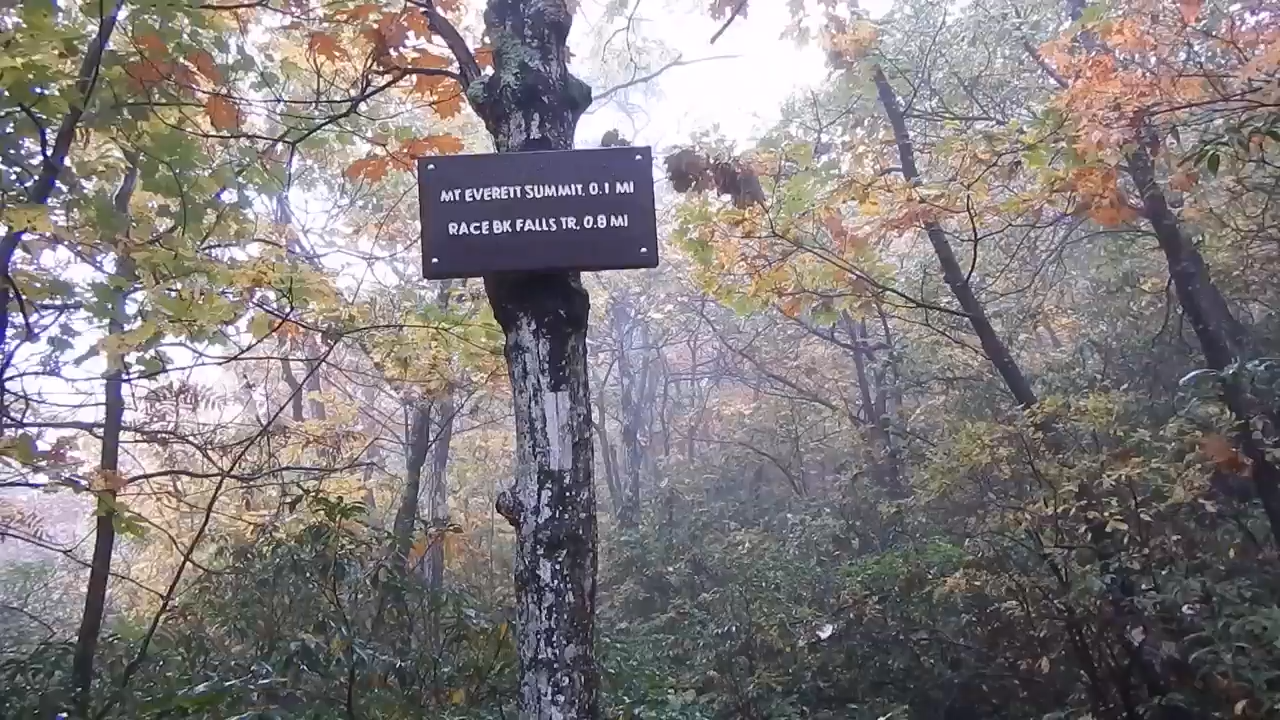 MT EVERETT SUMMIT, 0.1 MI
RACE BK FALLS TR, 0.8 MI